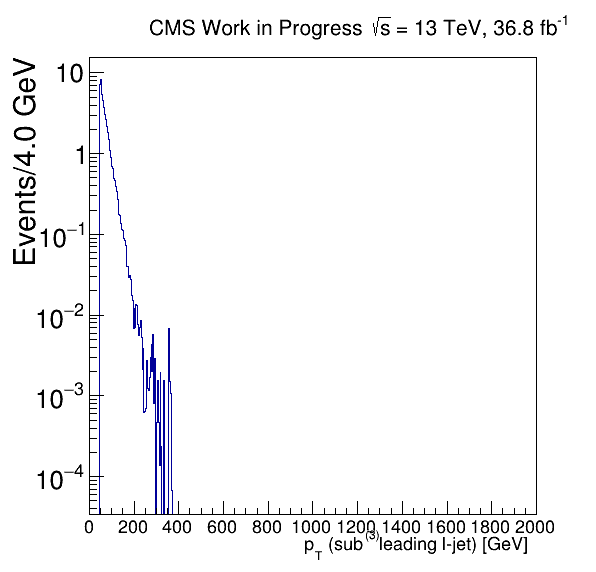 CMS Work in Progress √s = 13 TeV, 36.8 fb⁻¹
Events/4.0 GeV
10
1
10⁻¹
10⁻²
10⁻³
10⁻⁴
0 200 400 600 800 1000 1200 1400 1600 1800 2000
p_T (sub⁽³⁾leading l-jet) [GeV]